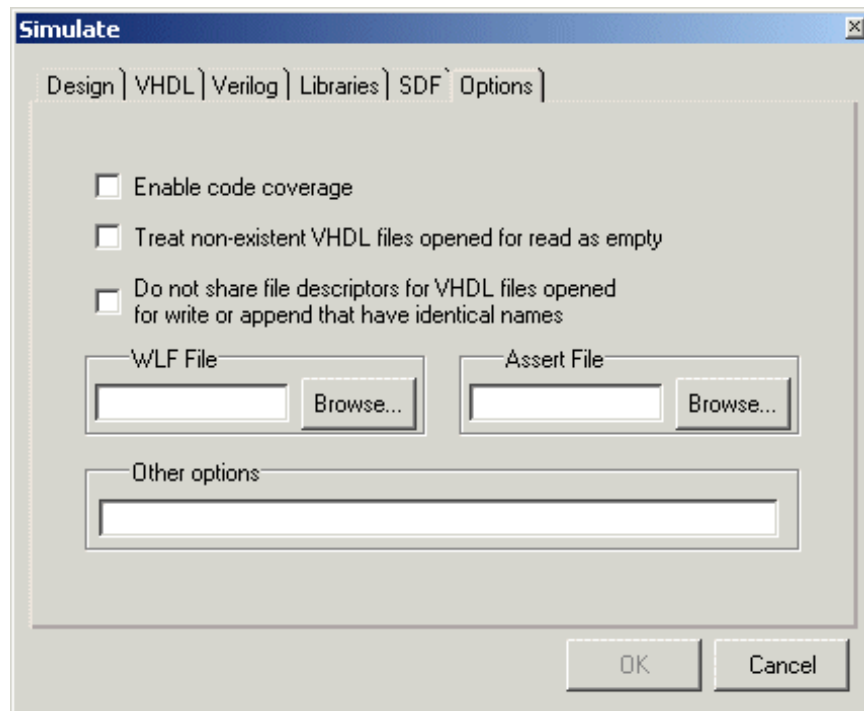 Simulate
Design VHDL Verilog Libraries SDF Options
Enable code coverage
Treat non-existent VHDL files opened for read as empty
Do not share file descriptors for VHDL files opened
for write or append that have identical names
WLF File Assert File
Browse... Browse...
Other options
OK Cancel